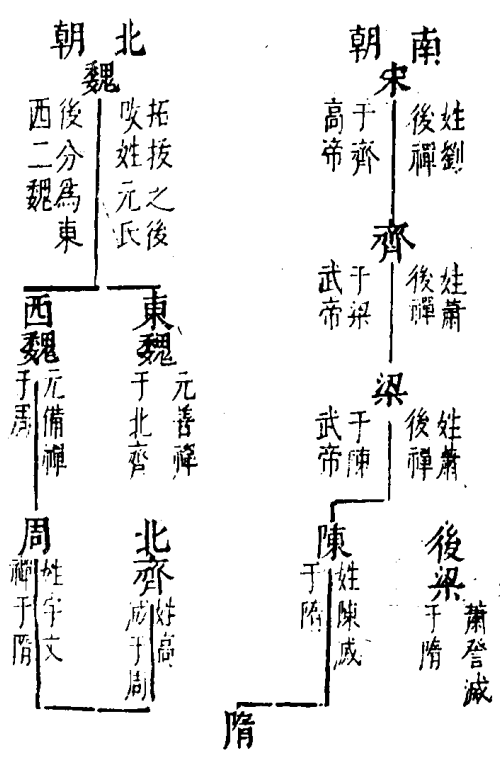 南朝
宋
姓劉
後禪
于齊
高帝
齊
姓蕭
後禪
于梁
武帝
梁
姓蕭
後禪
于陳
武帝
後梁
蕭滅
于隋
陳
姓陳滅
于隋
北朝
魏
拓拔之後
改姓元氏
後分爲東
西二魏
東魏
元善禪
于北齊
西魏
元備禪
于周
北齊
姓高
滅于周
周
姓宇文
禪于隋
隋